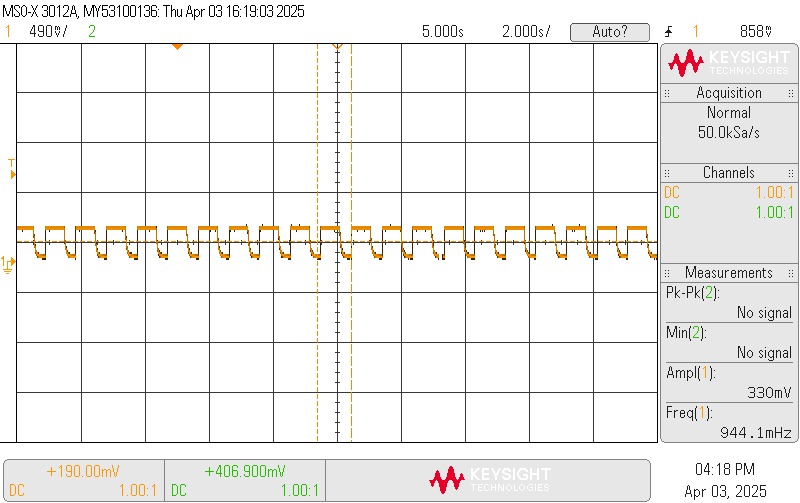 MSO-X 3012A, MY53100136: Thu Apr 03 16:19:03 2025
1 490mV/ 2 5.000s 2.000s/ Auto? 1 858mV
T
1
KEYSIGHT
TECHNOLOGIES
Acquisition
Normal
50.0kSa/s
Channels
DC 1.00:1
DC 1.00:1
Measurements
Pk-Pk(2):
No signal
Min(2):
No signal
Ampl(1):
330mV
Freq(1):
944.1mHz
+190.00mV
DC 1.00:1
+406.900mV
DC 1.00:1
KEYSIGHT
TECHNOLOGIES
04:18 PM
Apr 03, 2025